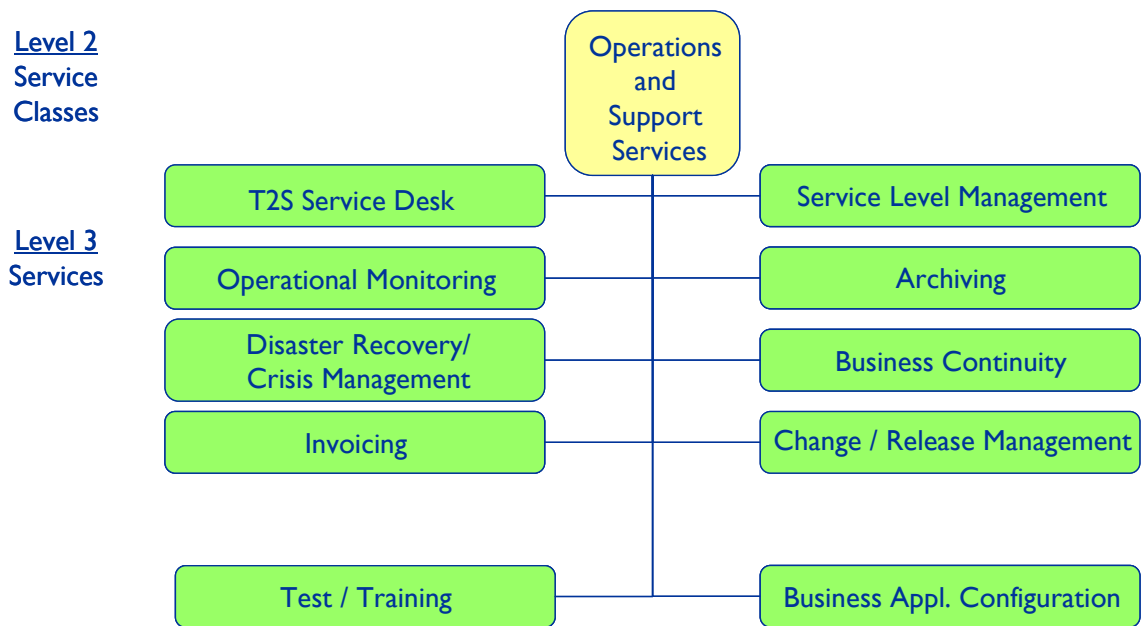 Level 2
Service
Classes
Operations
and
Support
Services
T2S Service Desk
Service Level Management
Level 3
Services
Operational Monitoring
Archiving
Disaster Recovery/
Crisis Management
Business Continuity
Invoicing
Change / Release Management
Test / Training
Business Appl. Configuration